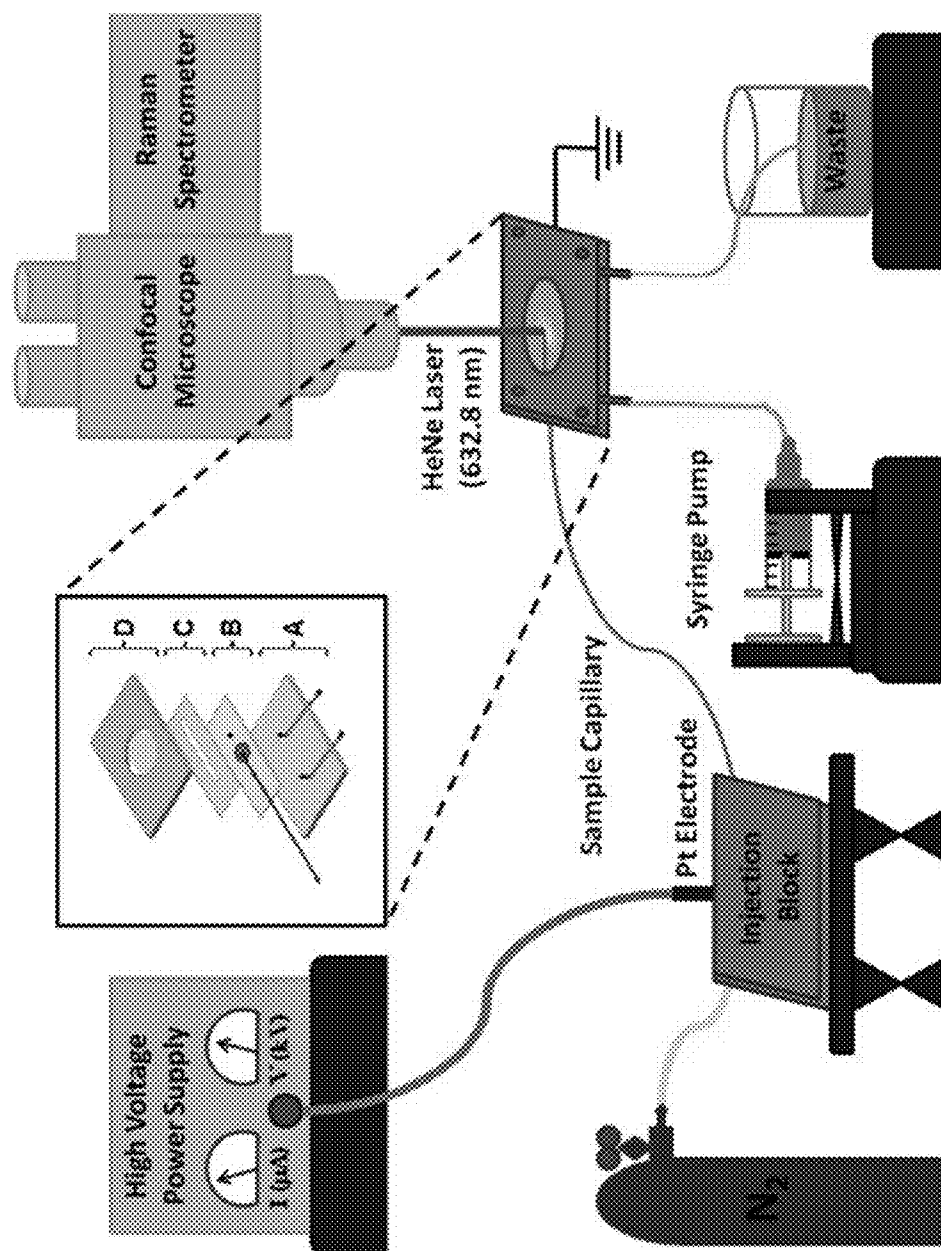 High Voltage
Power Supply
I (μA)
V (kV)
N2
Injection
Block
Pt Electrode
Sample Capillary
Syringe Pump
D
C
B
A
HeNe Laser
(632.8 nm)
Confocal
Microscope
Raman
Spectrometer
Waste